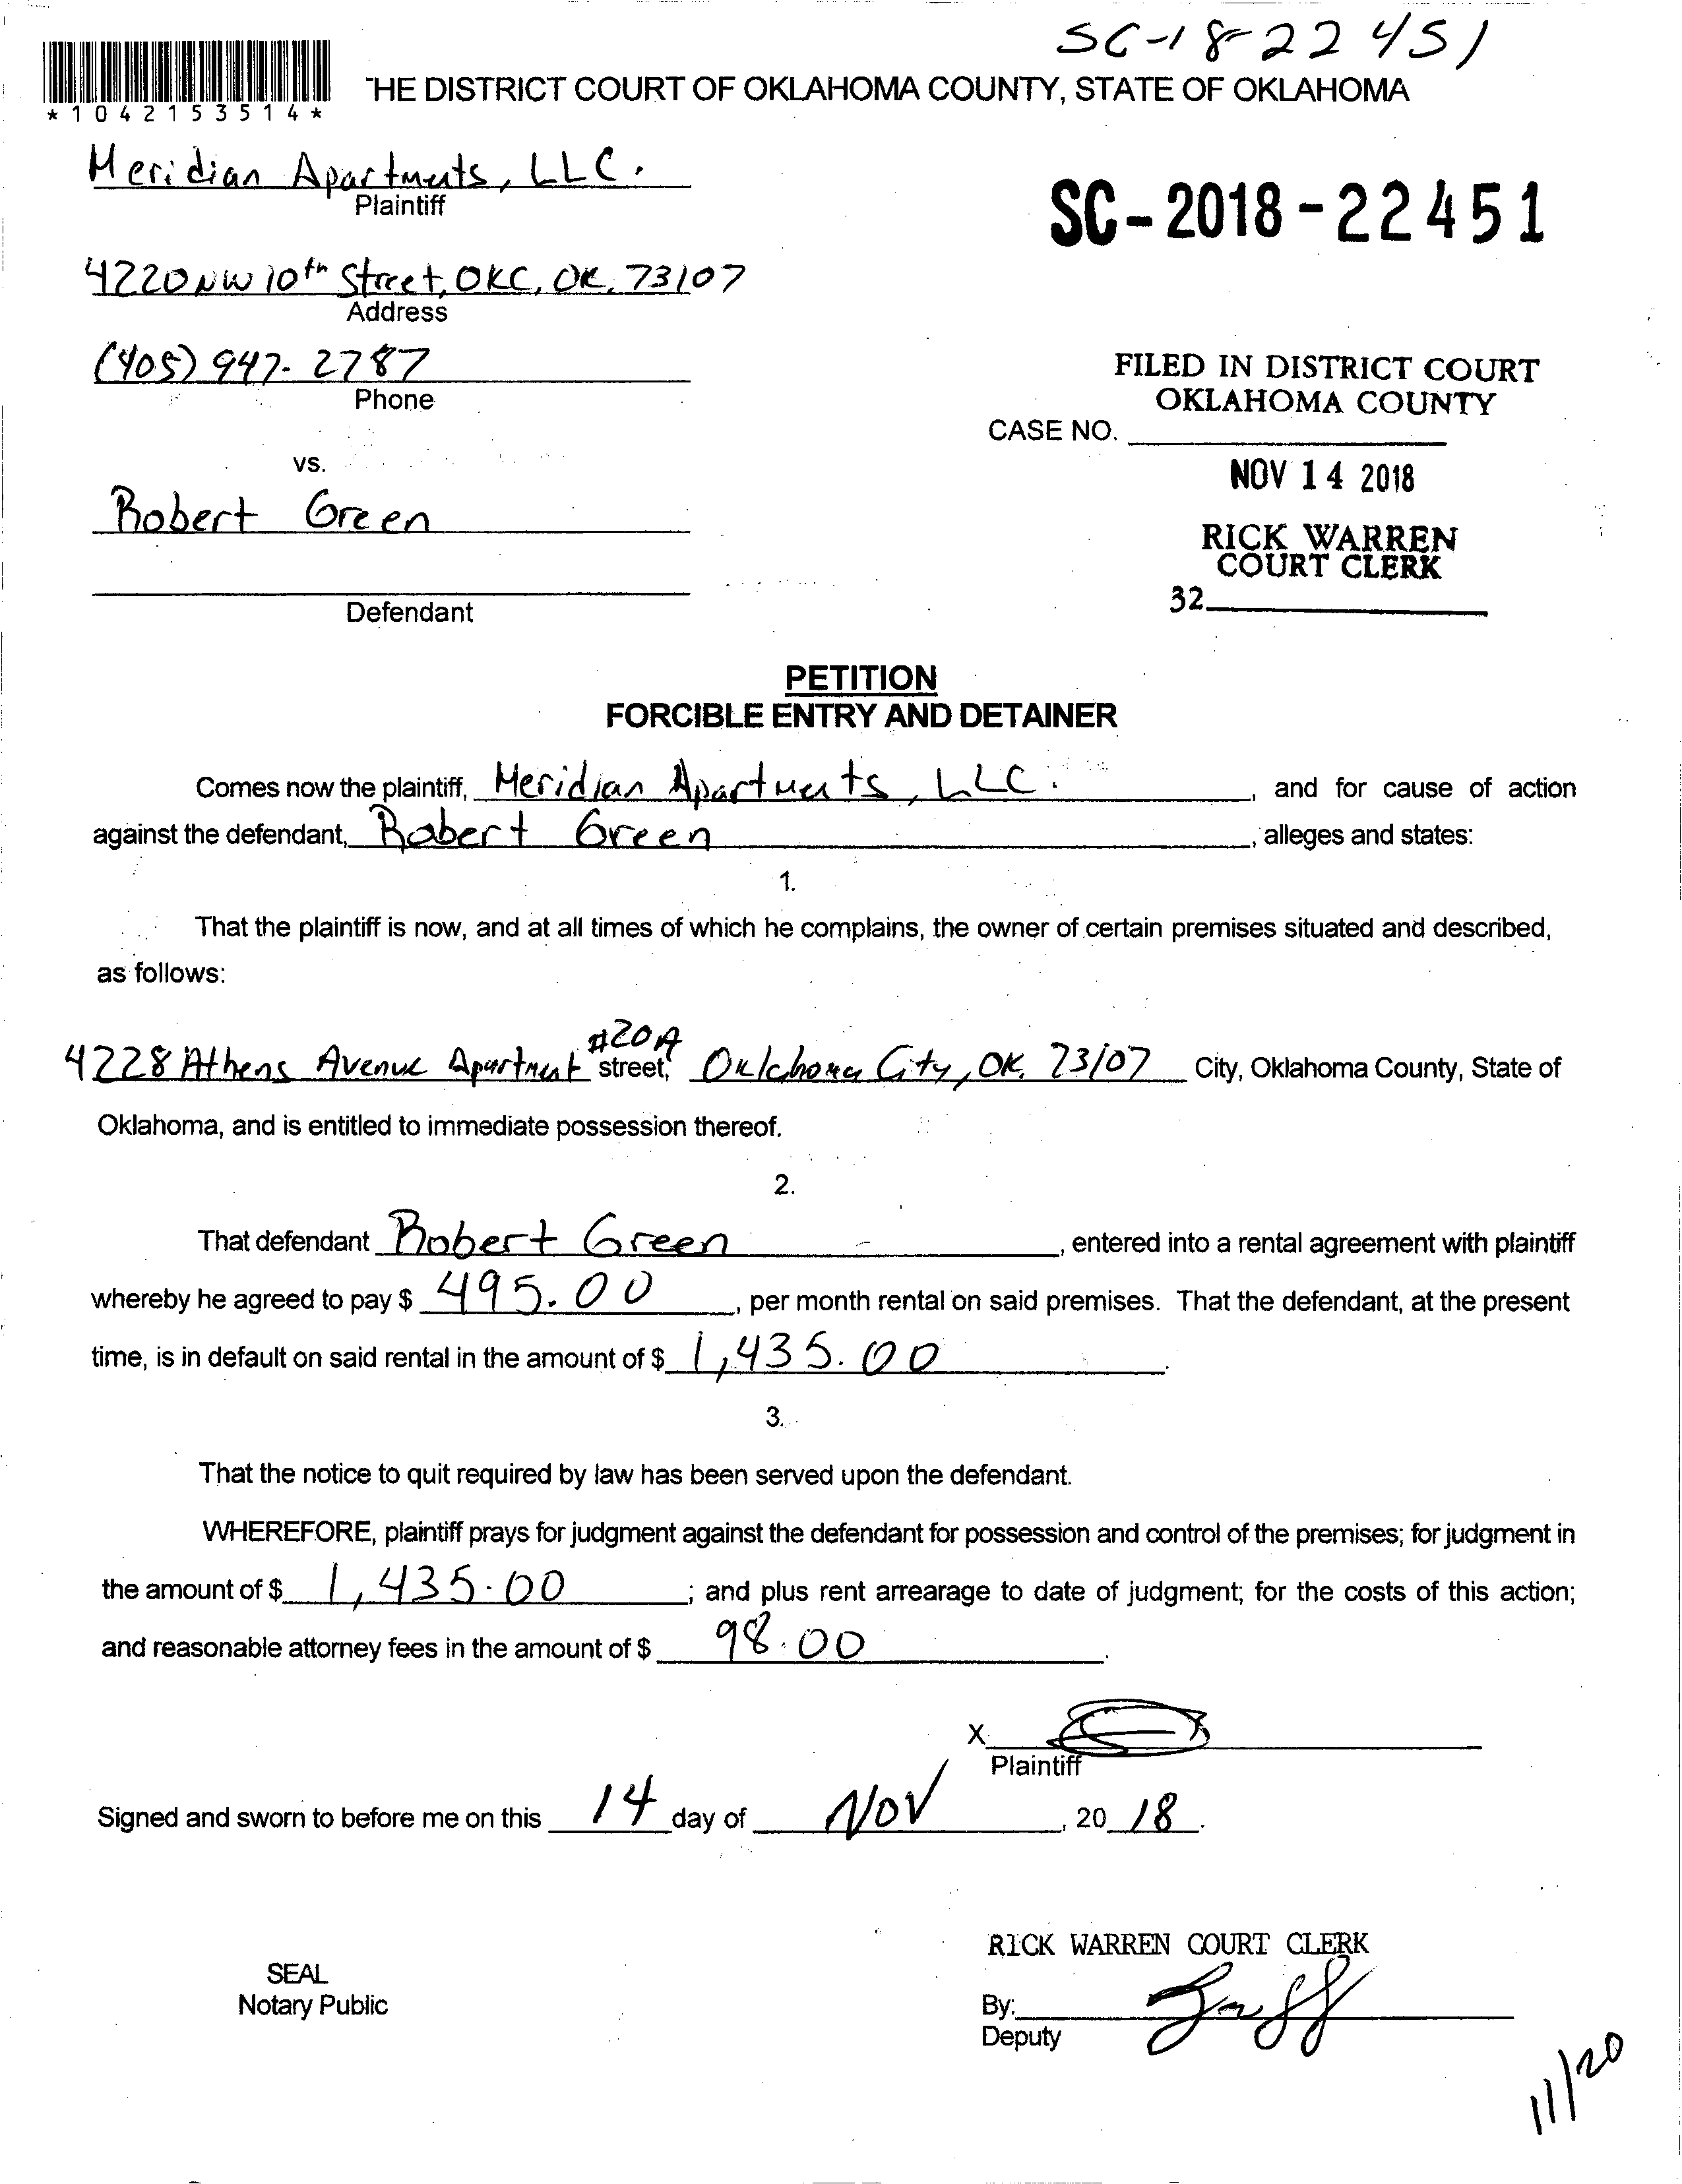 SC-18-22451
*1042153514*
THE DISTRICT COURT OF OKLAHOMA COUNTY, STATE OF OKLAHOMA
Meridian Apartments, LLC.
Plaintiff
SC-2018-22451
4220 NW 10th Street, OKC, OK. 73107
Address
(405) 947-2787
Phone
FILED IN DISTRICT COURT
OKLAHOMA COUNTY
CASE NO.
vs.
NOV 14 2018
Robert Green
RICK WARREN
COURT CLERK
32
Defendant
PETITION
FORCIBLE ENTRY AND DETAINER
Comes now the plaintiff, Meridian Apartments, LLC. , and for cause of action
against the defendant, Robert Green , alleges and states:
1.
That the plaintiff is now, and at all times of which he complains, the owner of certain premises situated and described,
as follows:
#20A
4228 Athens Avenue Apartment street, Oklahoma City, OK. 73107 City, Oklahoma County, State of
Oklahoma, and is entitled to immediate possession thereof.
2.
That defendant Robert Green , entered into a rental agreement with plaintiff
whereby he agreed to pay $ 495.00 , per month rental on said premises. That the defendant, at the present
time, is in default on said rental in the amount of $ 1,435.00 .
3.
That the notice to quit required by law has been served upon the defendant.
WHEREFORE, plaintiff prays for judgment against the defendant for possession and control of the premises; for judgment in
the amount of $ 1,435.00 ; and plus rent arrearage to date of judgment; for the costs of this action;
and reasonable attorney fees in the amount of $ 98.00 .
X
Plaintiff
Signed and sworn to before me on this 14 day of Nov , 20 18 .
RICK WARREN COURT CLERK
SEAL
Notary Public
By:
Deputy
11/20